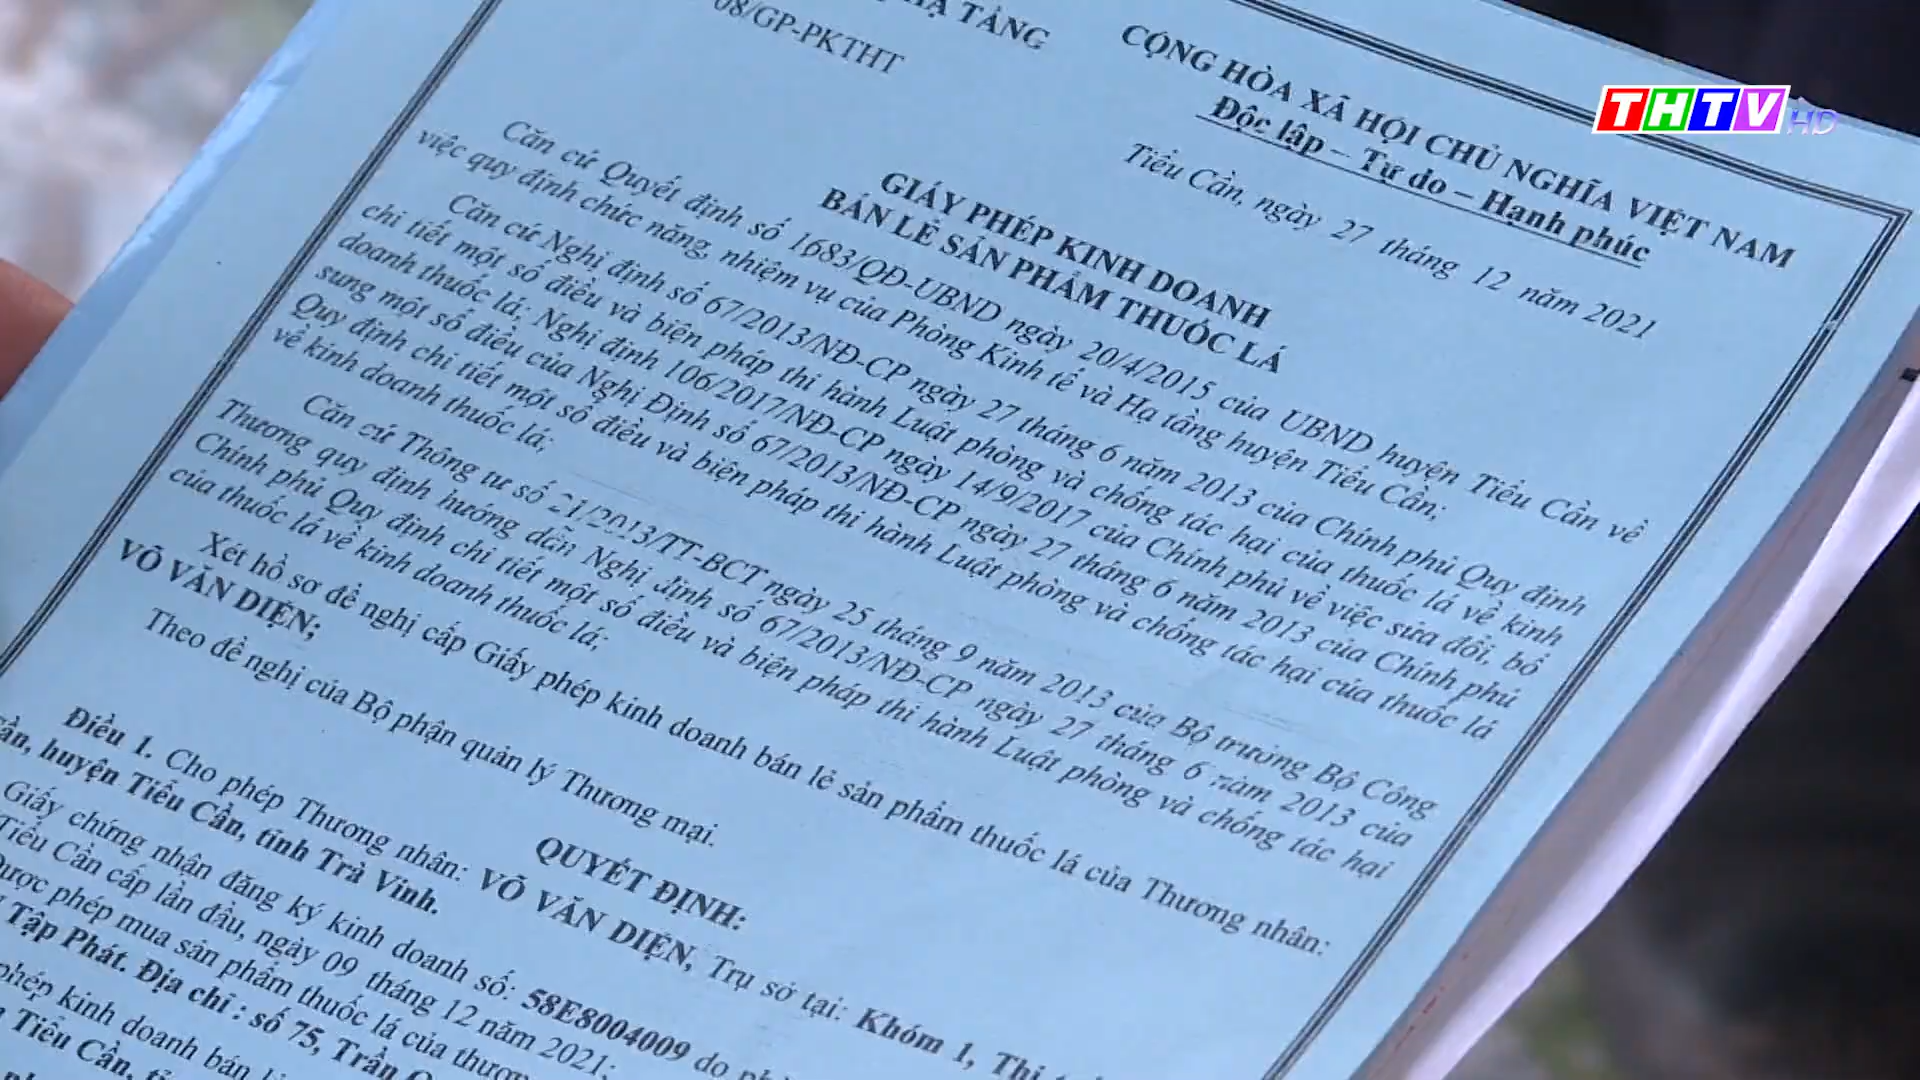 HẠ TẦNG
08/GP-PKTHT
CỘNG HÒA XÃ HỘI CHỦ NGHĨA VIỆT NAM
Độc lập – Tự do – Hạnh phúc
Tiểu Cần, ngày 27 tháng 12 năm 2021
THTV HD
GIẤY PHÉP KINH DOANH
BÁN LẺ SẢN PHẨM THUỐC LÁ
Căn cứ Quyết định số 1683/QĐ-UBND ngày 20/4/2015 của UBND huyện Tiểu Cần về
việc quy định chức năng, nhiệm vụ của Phòng Kinh tế và Hạ tầng huyện Tiểu Cần;
Căn cứ Nghị định số 67/2013/NĐ-CP ngày 27 tháng 6 năm 2013 của Chính phủ Quy định
chi tiết một số điều và biện pháp thi hành Luật phòng và chống tác hại của thuốc lá về kinh
doanh thuốc lá; Nghị định 106/2017/NĐ-CP ngày 14/9/2017 của Chính phủ về việc sửa đổi, bổ
sung một số điều của Nghị Định số 67/2013/NĐ-CP ngày 27 tháng 6 năm 2013 của Chính phủ
Quy định chi tiết một số điều và biện pháp thi hành Luật phòng và chống tác hại của thuốc lá
về kinh doanh thuốc lá;
Căn cứ Thông tư số 21/2013/TT-BCT ngày 25 tháng 9 năm 2013 của Bộ trưởng Bộ Công
Thương quy định hướng dẫn Nghị định số 67/2013/NĐ-CP ngày 27 tháng 6 năm 2013 của
Chính phủ Quy định chi tiết một số điều và biện pháp thi hành Luật phòng và chống tác hại
của thuốc lá về kinh doanh thuốc lá;
Xét hồ sơ đề nghị cấp Giấy phép kinh doanh bán lẻ sản phẩm thuốc lá của Thương nhân:
VÕ VĂN DIỆN;
Theo đề nghị của Bộ phận quản lý Thương mại.
QUYẾT ĐỊNH:
Điều 1. Cho phép Thương nhân: VÕ VĂN DIỆN, Trụ sở tại: Khóm 1, Thị
Cần, huyện Tiểu Cần, tỉnh Trà Vinh.
Giấy chứng nhận đăng ký kinh doanh số: 58E8004009 do
Tiểu Cần cấp lần đầu, ngày 09 tháng 12 năm 2021;
Được phép mua sản phẩm thuốc lá của thương
Tập Phát. Địa chỉ : số 75, Trần
phép kinh doanh bán
Tiểu Cần,